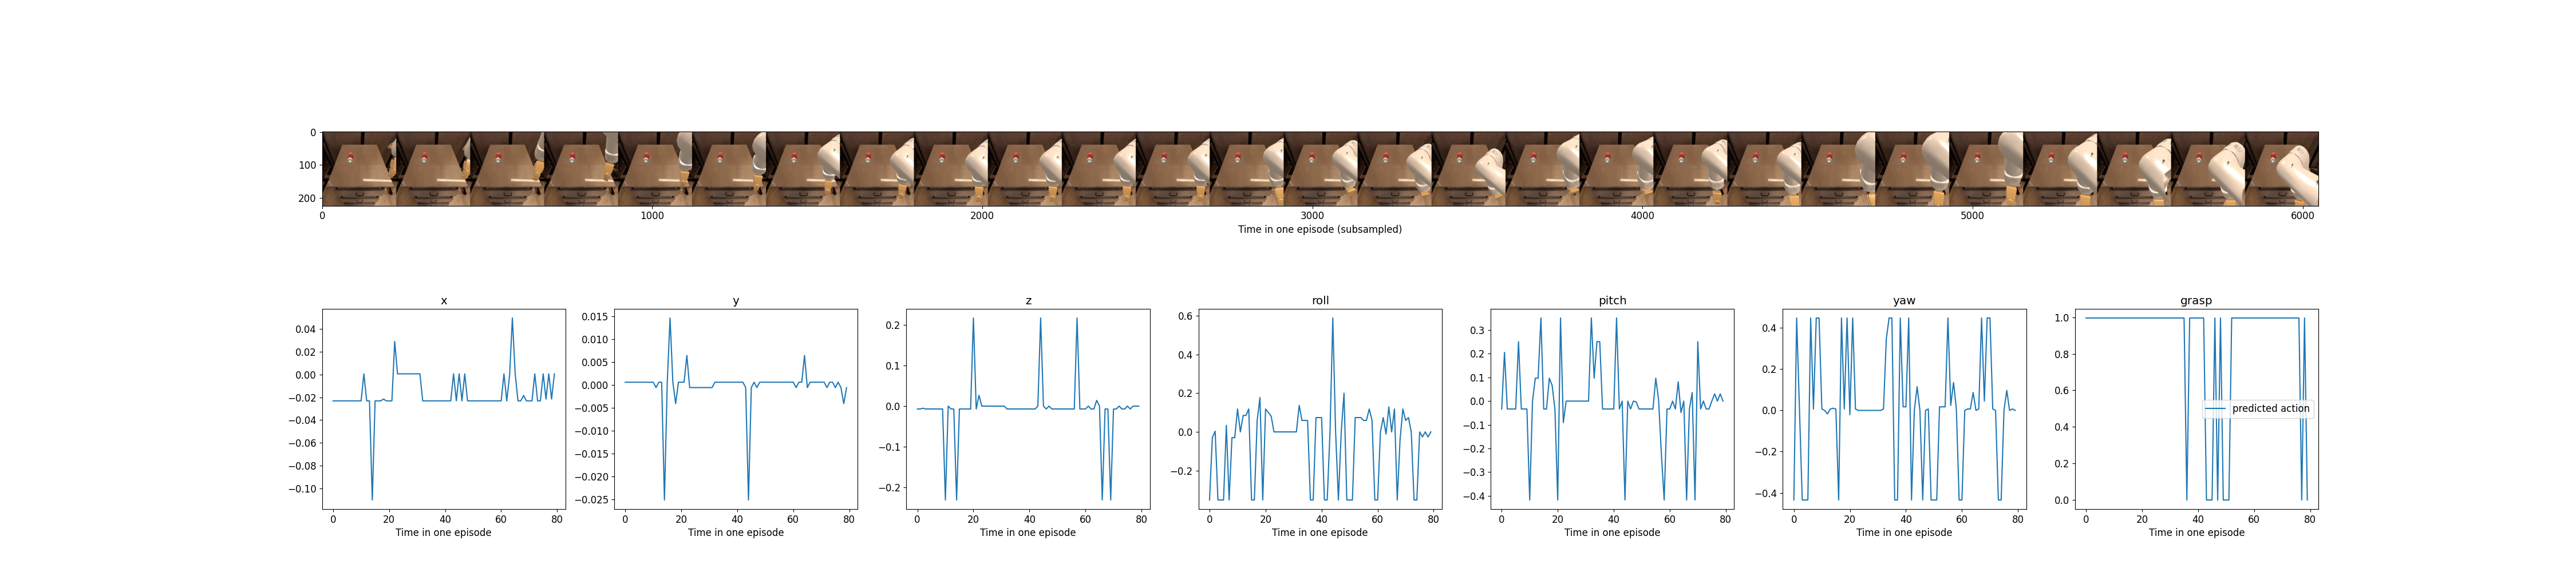 0
100
200
0 1000 2000 3000 4000 5000 6000
Time in one episode (subsampled)
x
0.04
0.02
0.00
−0.02
−0.04
−0.06
−0.08
−0.10
0 20 40 60 80
Time in one episode
y
0.015
0.010
0.005
0.000
−0.005
−0.010
−0.015
−0.020
−0.025
0 20 40 60 80
Time in one episode
z
0.2
0.1
0.0
−0.1
−0.2
0 20 40 60 80
Time in one episode
roll
0.6
0.4
0.2
0.0
−0.2
0 20 40 60 80
Time in one episode
pitch
0.3
0.2
0.1
0.0
−0.1
−0.2
−0.3
−0.4
0 20 40 60 80
Time in one episode
yaw
0.4
0.2
0.0
−0.2
−0.4
0 20 40 60 80
Time in one episode
grasp
1.0
0.8
0.6
0.4
0.2
0.0
predicted action
0 20 40 60 80
Time in one episode